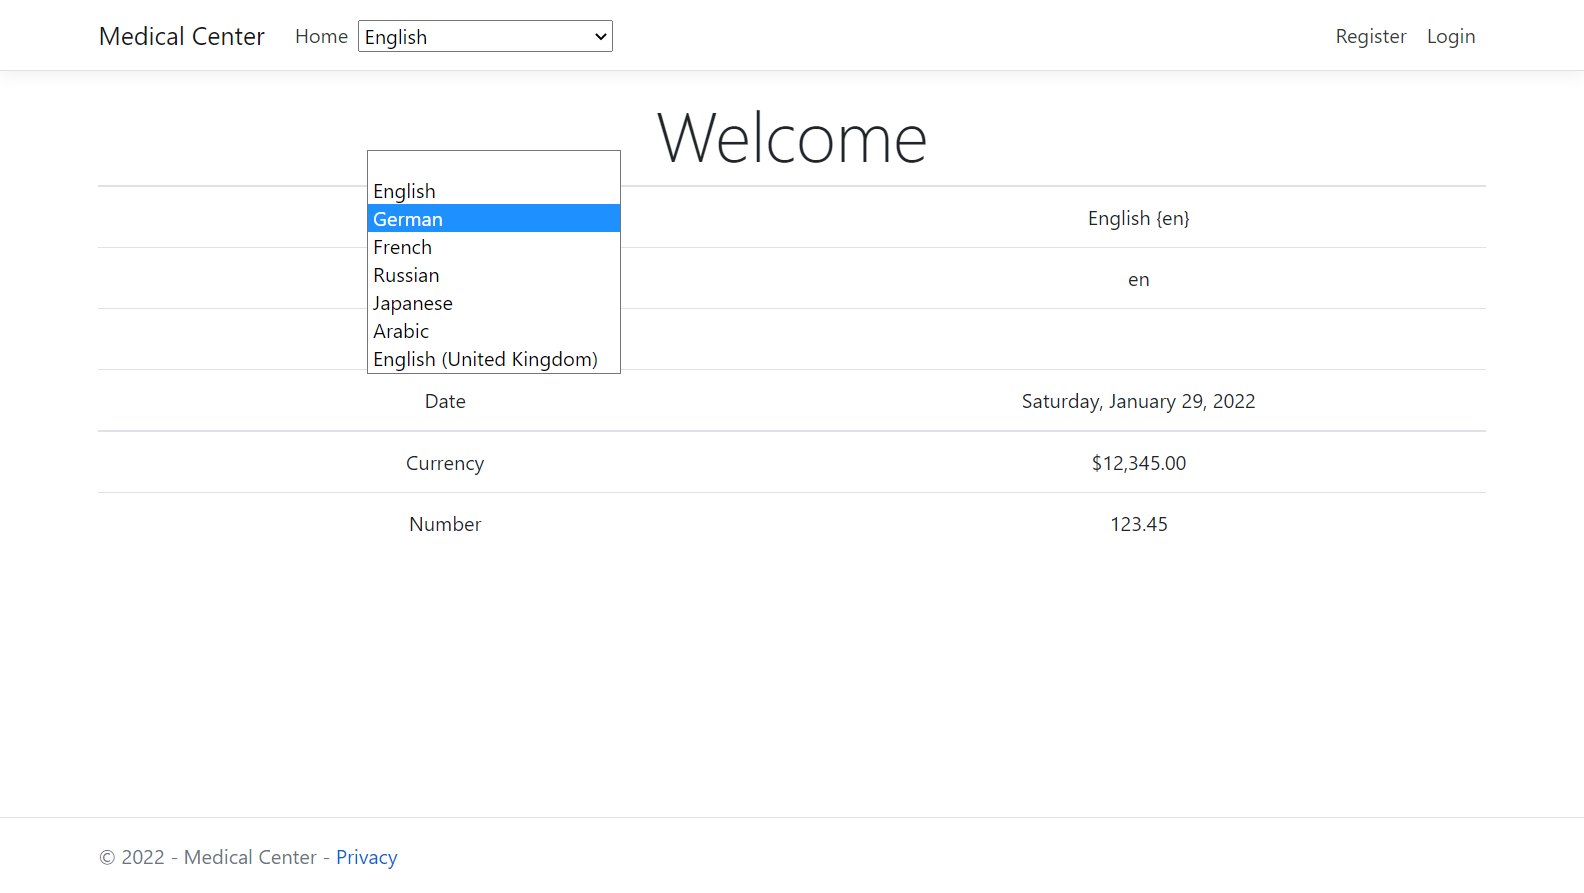 Medical Center Home English Register Login
Welcome
English
German
French
Russian
Japanese
Arabic
English (United Kingdom)
English {en}
en
Date Saturday, January 29, 2022
Currency $12,345.00
Number 123.45
© 2022 - Medical Center - Privacy